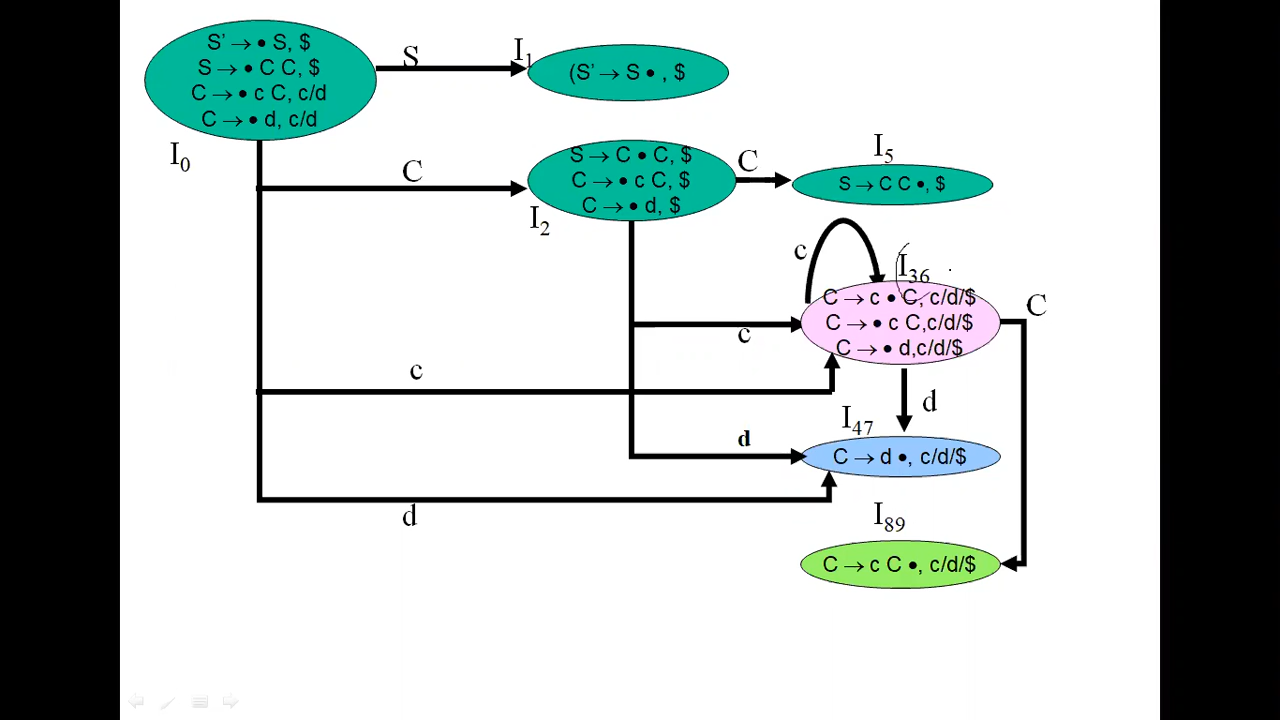 S' → • S, $
S → • C C, $
C → • c C, c/d
C → • d, c/d
I0
S
I1
(S' → S • , $
C
S → C • C, $
C → • c C, $
C → • d, $
I2
C
I5
S → C C •, $
c
I36
C → c • C, c/d/$
C → • c C,c/d/$
C → • d,c/d/$
C
c
c
d
I47
d
C → d •, c/d/$
d
I89
C → c C •, c/d/$